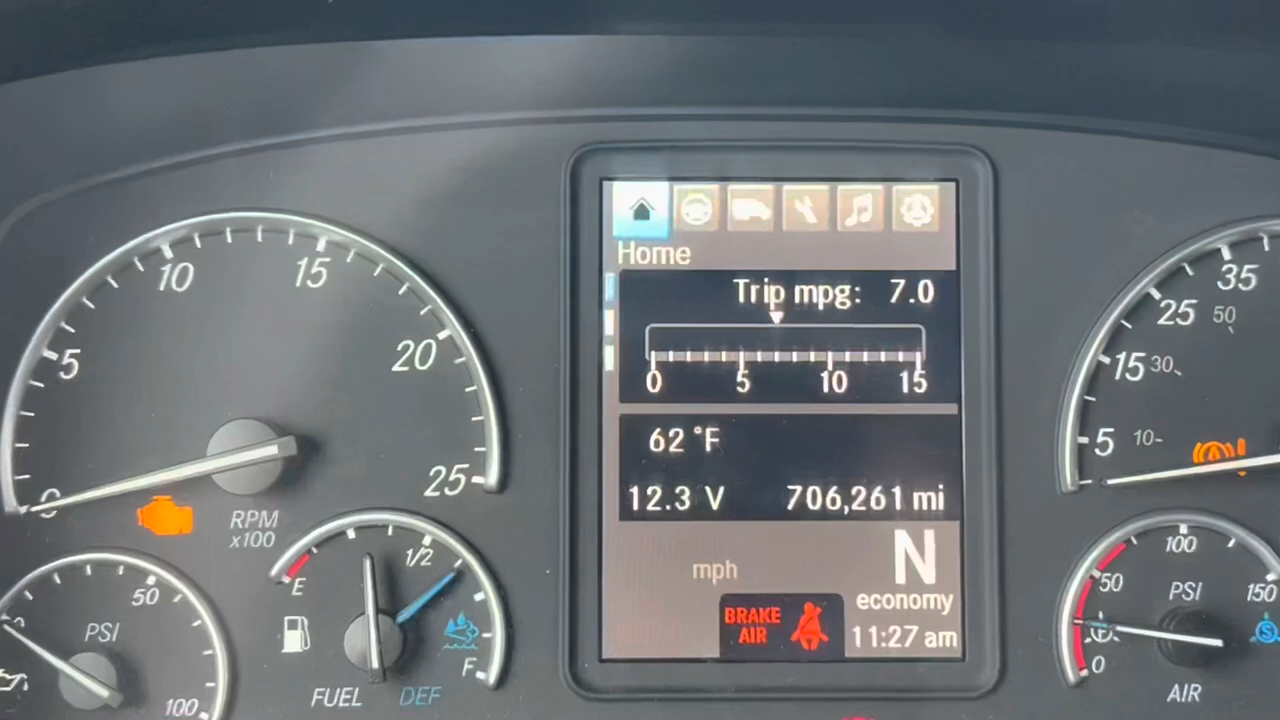 5
10
15
20
25
0
RPM
x100
50
PSI
100
E
1/2
F
FUEL
DEF
Home
Trip mpg: 7.0
0 5 10 15
62 °F
12.3 V 706,261 mi
N
mph
economy
BRAKE
AIR
11:27 am
35
25 50
15 30
5 10
100
50
PSI 150
0
AIR